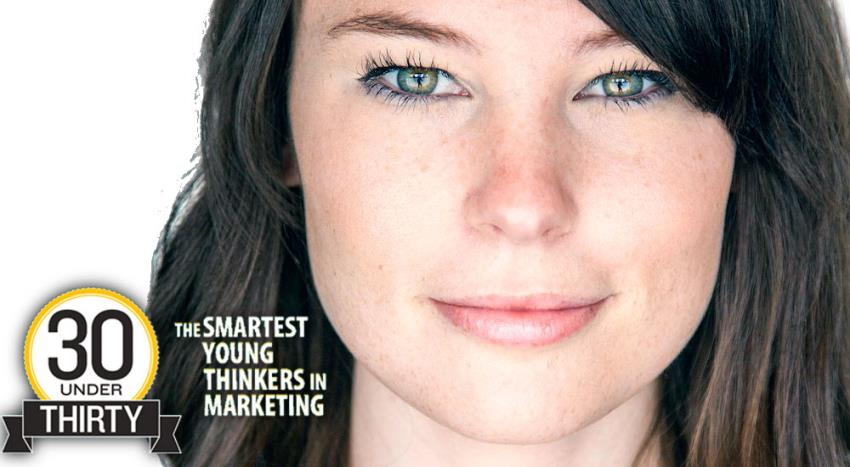 30
UNDER
THIRTY
THE SMARTEST
YOUNG
THINKERS IN
MARKETING